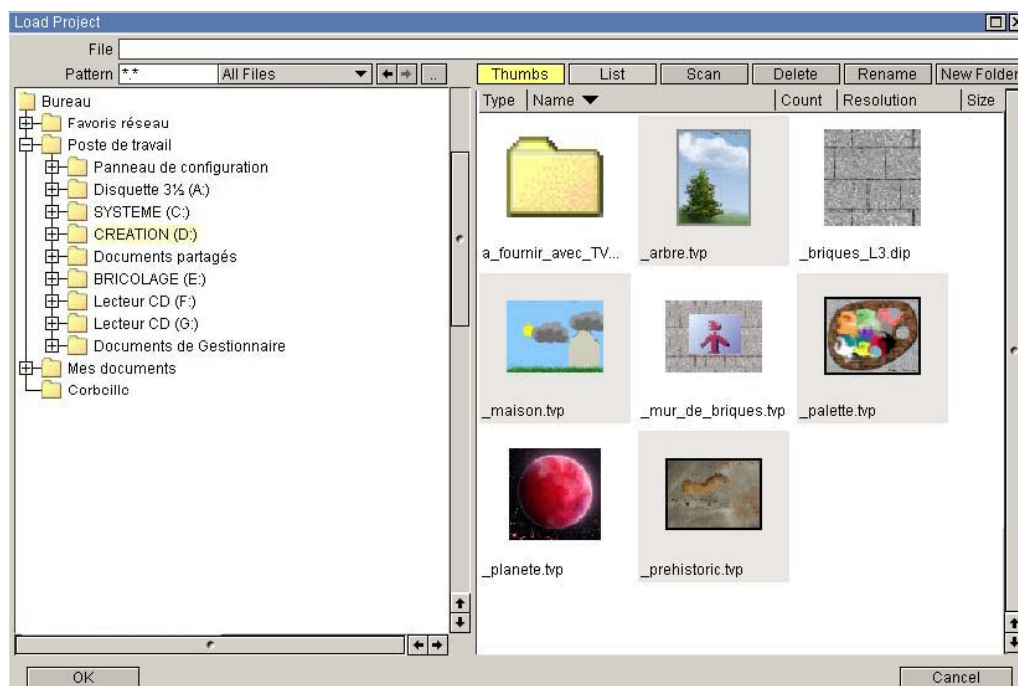 Load Project
File
Pattern *.* All Files ..
Thumbs List Scan Delete Rename New Folder
Type Name Count Resolution Size
Bureau
Favoris réseau
Poste de travail
Panneau de configuration
Disquette 3½ (A:)
SYSTEME (C:)
CREATION (D:)
Documents partagés
BRICOLAGE (E:)
Lecteur CD (F:)
Lecteur CD (G:)
Documents de Gestionnaire
Mes documents
Corbeille
a_fournir_avec_TV... _arbre.tvp _briques_L3.dip
_maison.tvp _mur_de_briques.tvp _palette.tvp
_planete.tvp _prehistoric.tvp
OK Cancel